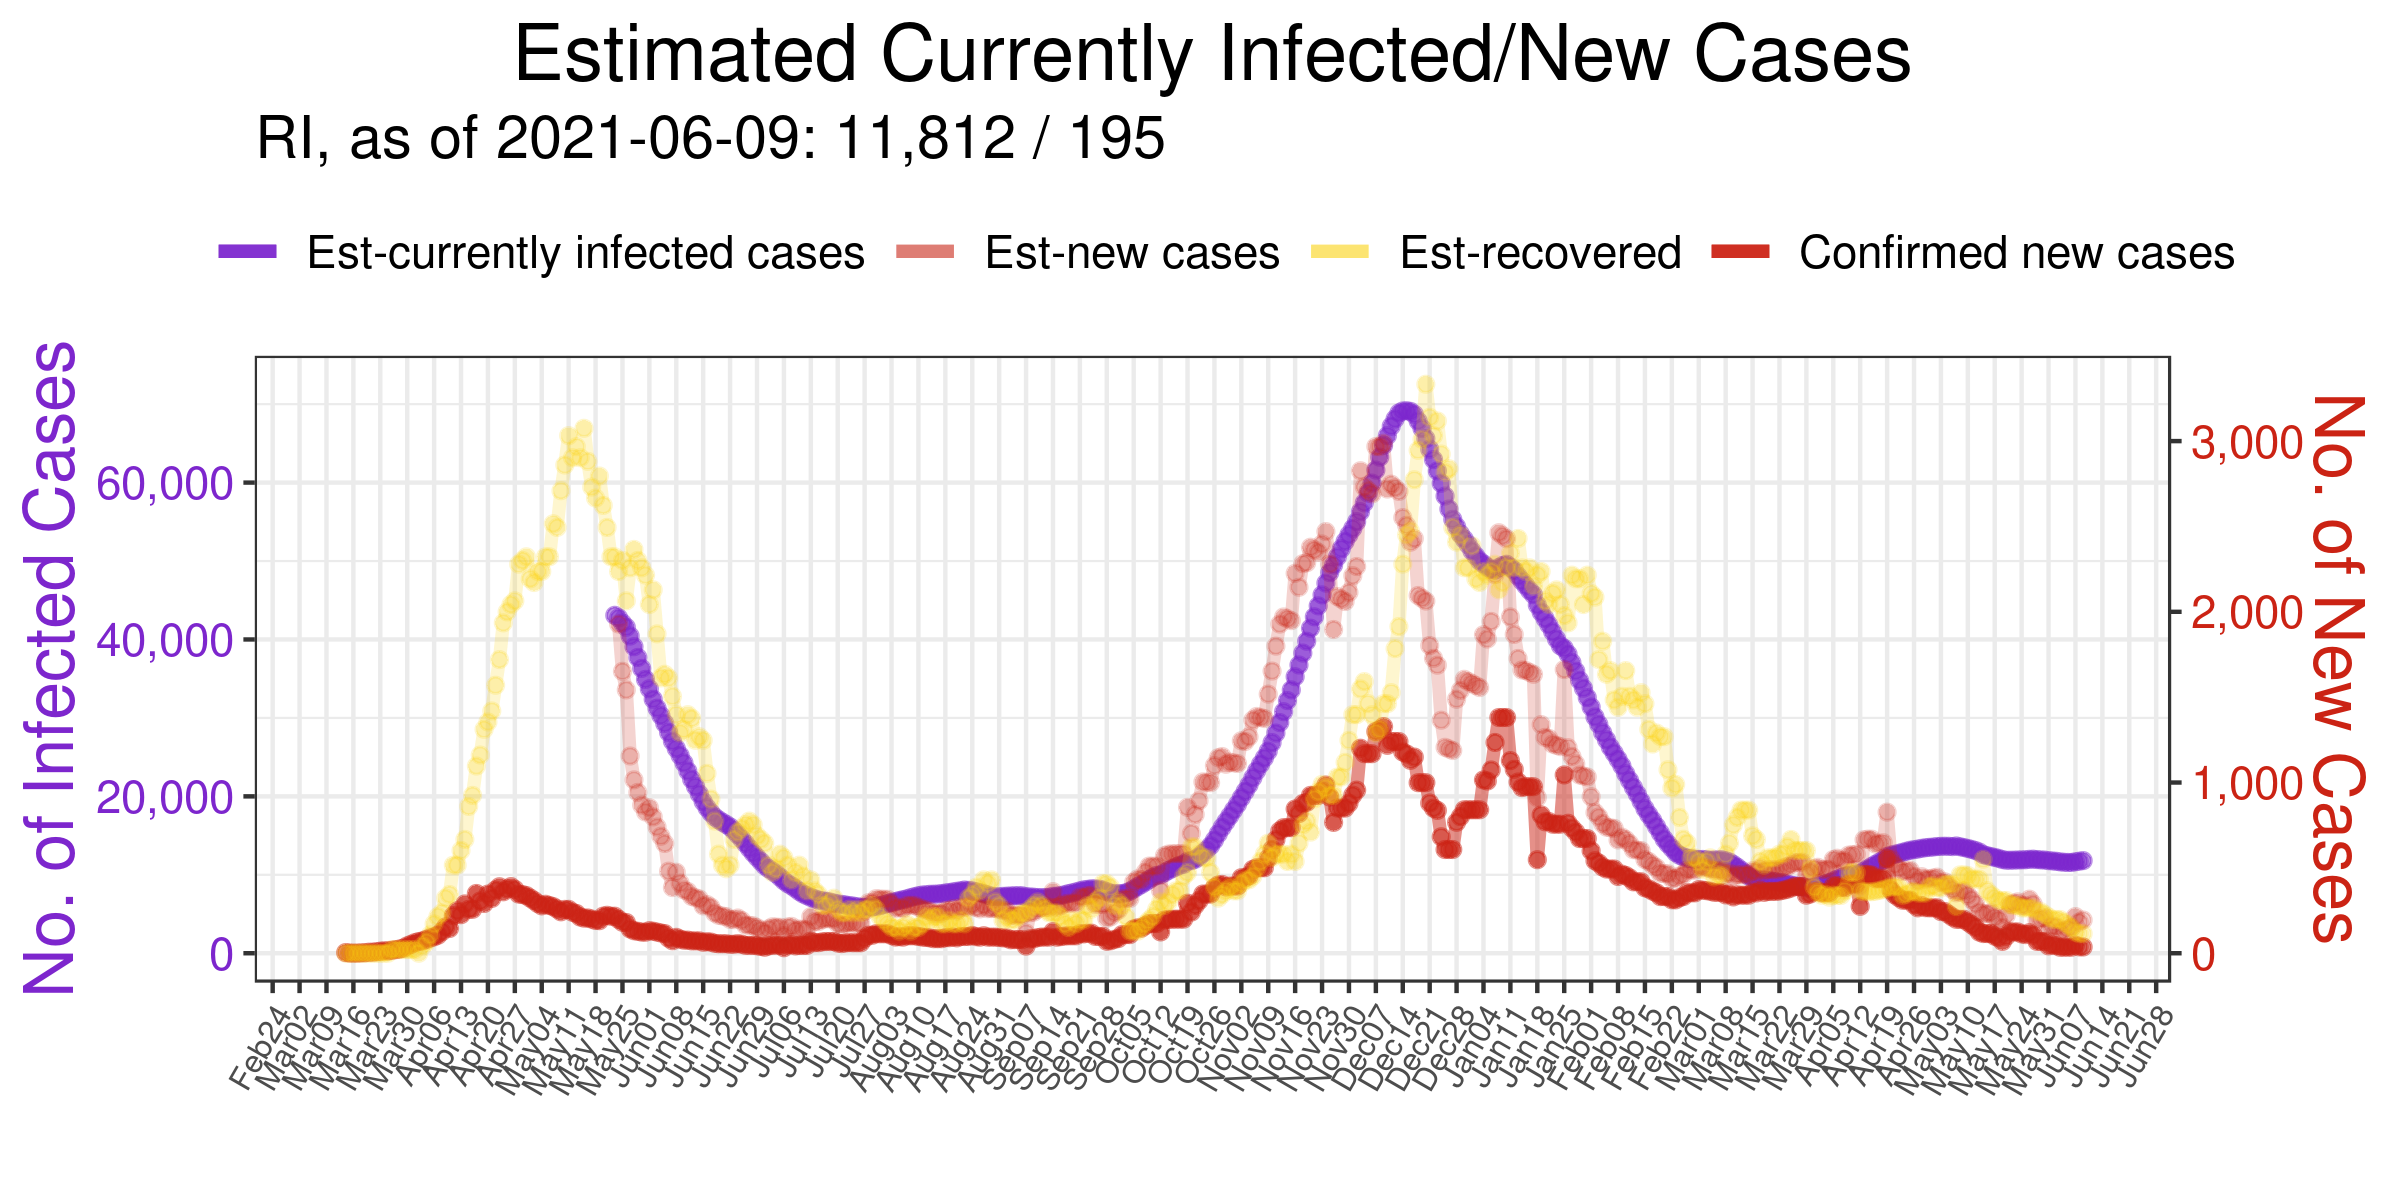 Estimated Currently Infected/New Cases
RI, as of 2021-06-09: 11,812 / 195
Est-currently infected cases
Est-new cases
Est-recovered
Confirmed new cases
No. of Infected Cases
60,000
40,000
20,000
0
3,000
2,000
1,000
0
No. of New Cases
Feb24
Mar02
Mar09
Mar16
Mar23
Mar30
Apr06
Apr13
Apr20
Apr27
May04
May11
May18
May25
Jun01
Jun08
Jun15
Jun22
Jun29
Jul06
Jul13
Jul20
Jul27
Aug03
Aug10
Aug17
Aug24
Aug31
Sep07
Sep14
Sep21
Sep28
Oct05
Oct12
Oct19
Oct26
Nov02
Nov09
Nov16
Nov23
Nov30
Dec07
Dec14
Dec21
Dec28
Jan04
Jan11
Jan18
Jan25
Feb01
Feb08
Feb15
Feb22
Mar01
Mar08
Mar15
Mar22
Mar29
Apr05
Apr12
Apr19
Apr26
May03
May10
May17
May24
May31
Jun07
Jun14
Jun21
Jun28